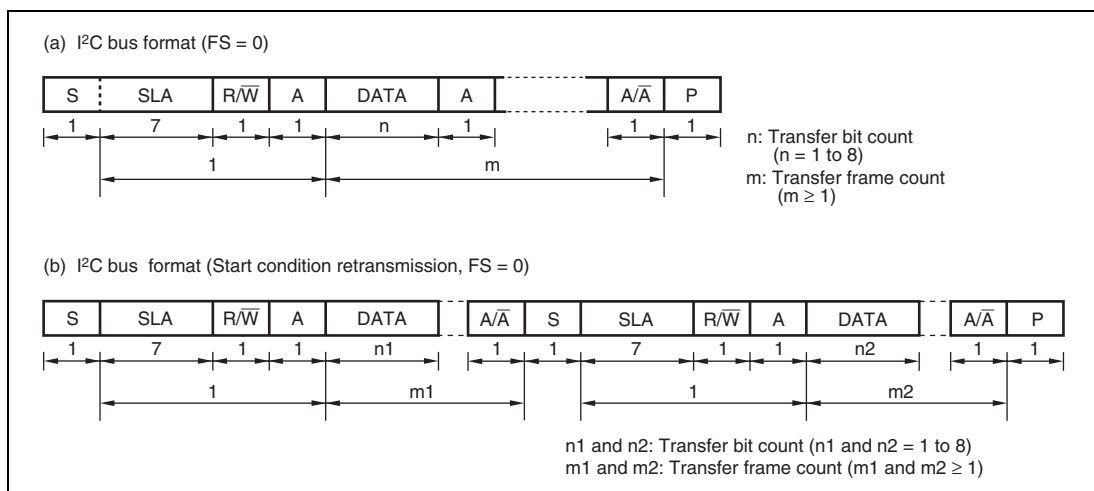 (a) I²C bus format (FS = 0)
S SLA R/W̅ A DATA A A/A̅ P
1 7 1 1 n 1 1 1
1 m
n: Transfer bit count
(n = 1 to 8)
m: Transfer frame count
(m ≥ 1)
(b) I²C bus format (Start condition retransmission, FS = 0)
S SLA R/W̅ A DATA A/A̅ S SLA R/W̅ A DATA A/A̅ P
1 7 1 1 n1 1 1 7 1 1 n2 1 1
1 m1 1 m2
n1 and n2: Transfer bit count (n1 and n2 = 1 to 8)
m1 and m2: Transfer frame count (m1 and m2 ≥ 1)